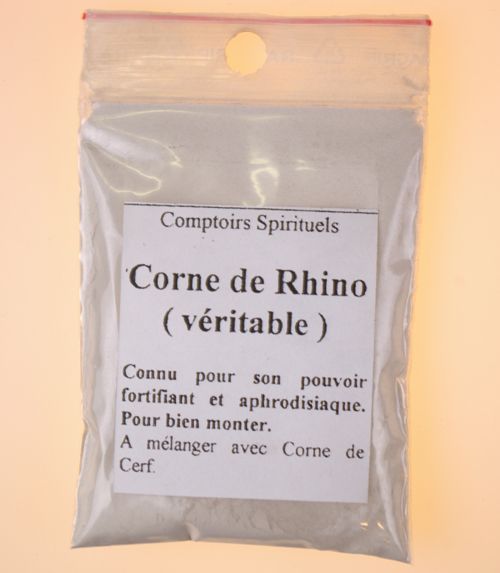 Comptoirs Spirituels
Corne de Rhino
( véritable )
Connu pour son pouvoir
fortifiant et aphrodisiaque.
Pour bien monter.
A mélanger avec Corne de
Cerf.